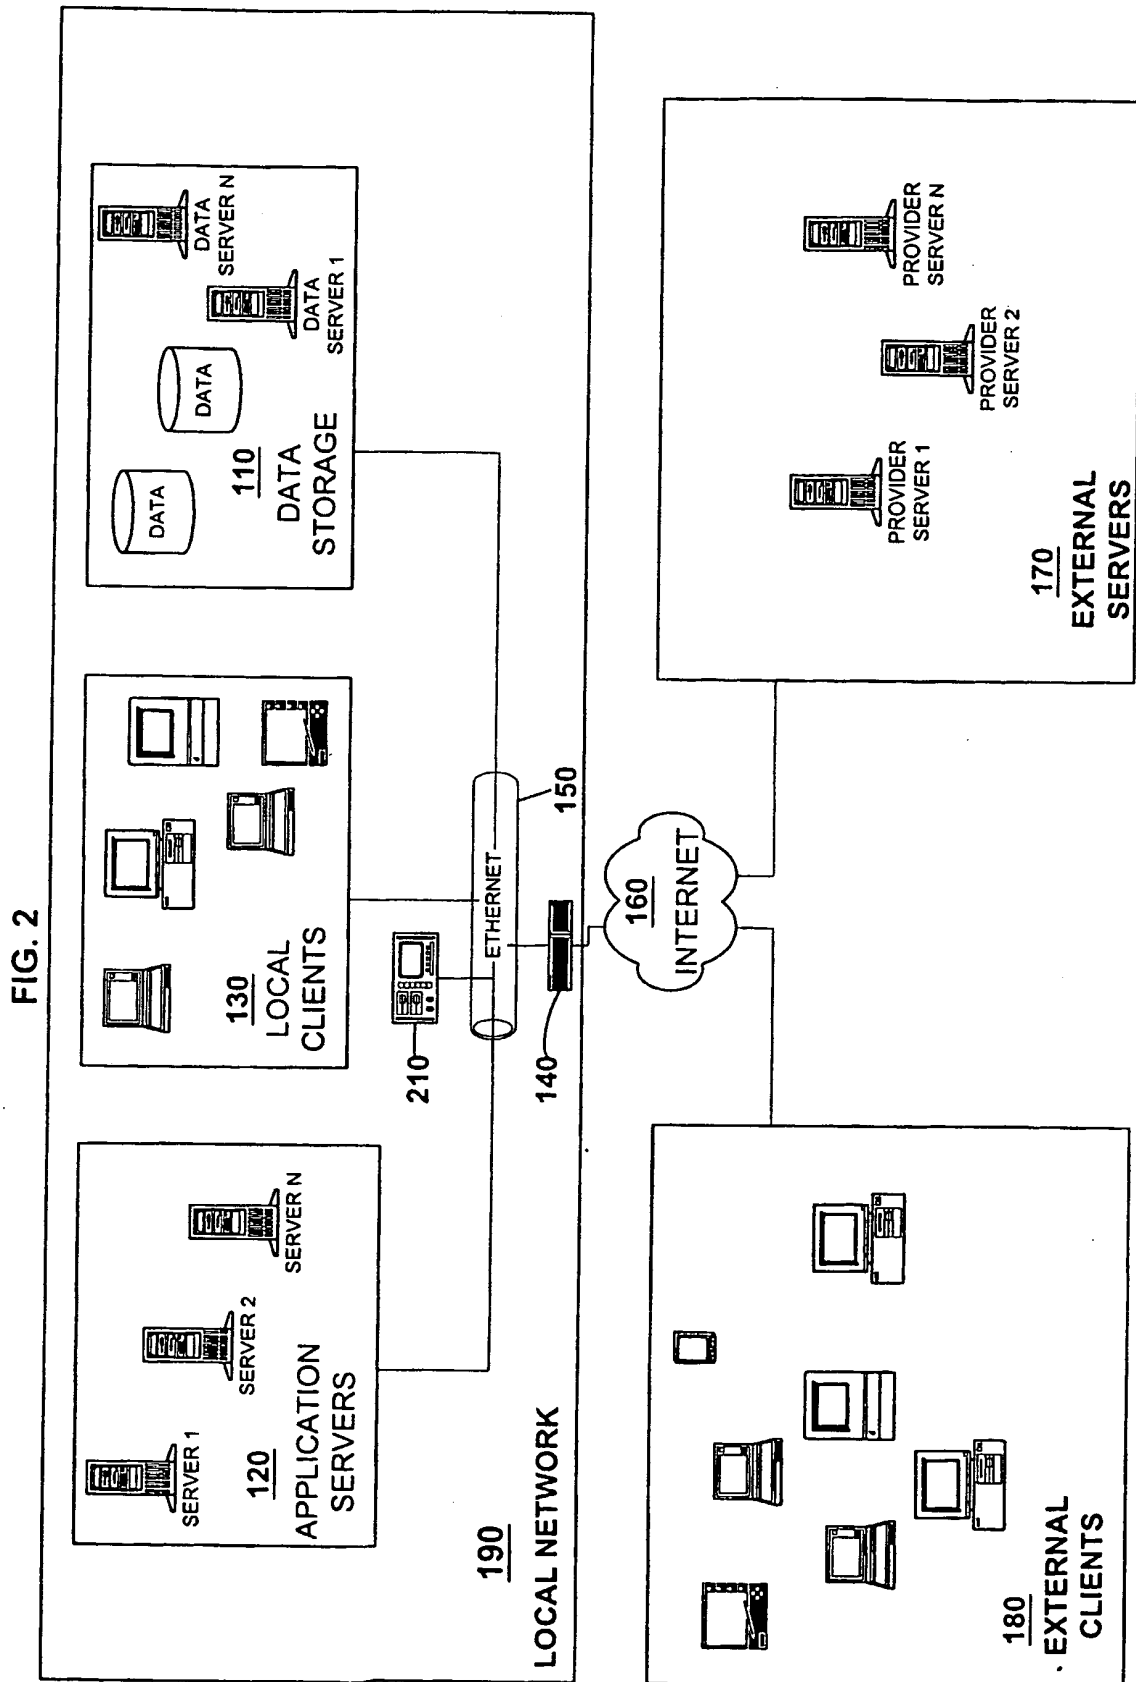 FIG. 2
SERVER 1
SERVER 2
SERVER N
120
APPLICATION
SERVERS
130
LOCAL
CLIENTS
DATA
DATA
110
DATA
STORAGE
DATA
SERVER 1
DATA
SERVER N
210
ETHERNET
150
140
190
LOCAL NETWORK
160
INTERNET
180
EXTERNAL
CLIENTS
PROVIDER
SERVER 1
PROVIDER
SERVER 2
PROVIDER
SERVER N
170
EXTERNAL
SERVERS